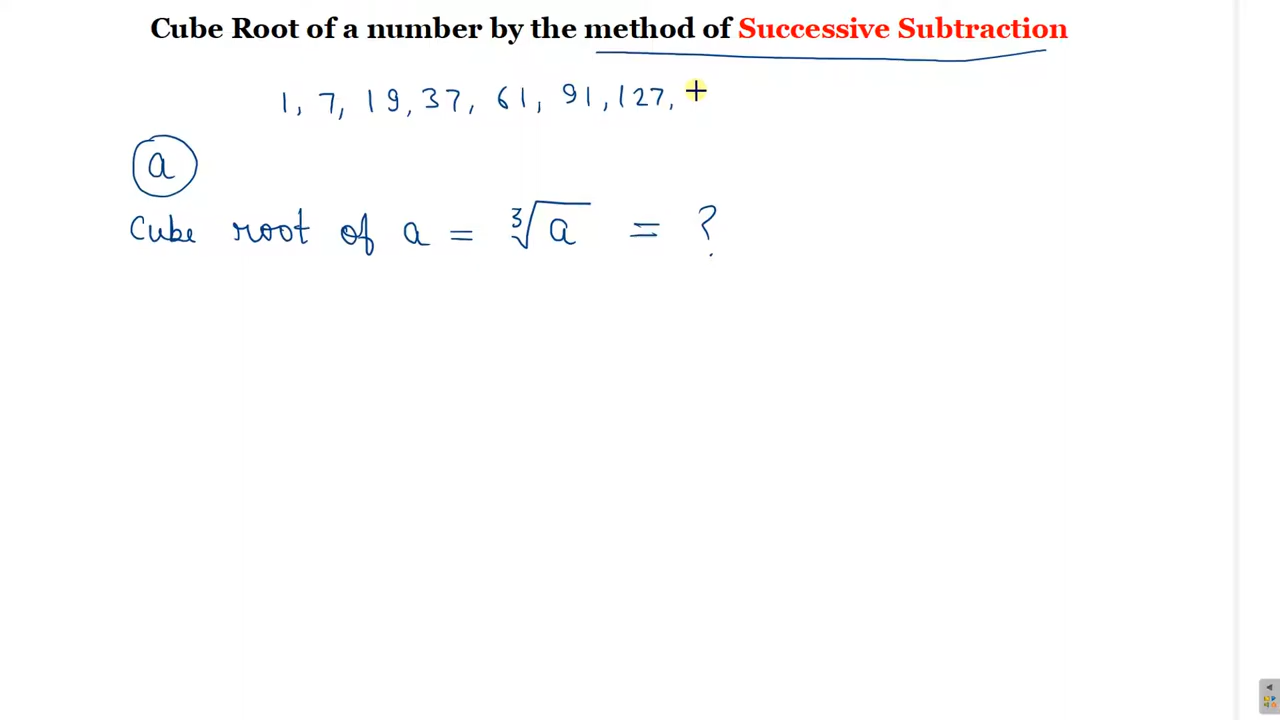 Cube Root of a number by the method of Successive Subtraction
1, 7, 19, 37, 61, 91, 127,
a
Cube root of a = ∛a = ?